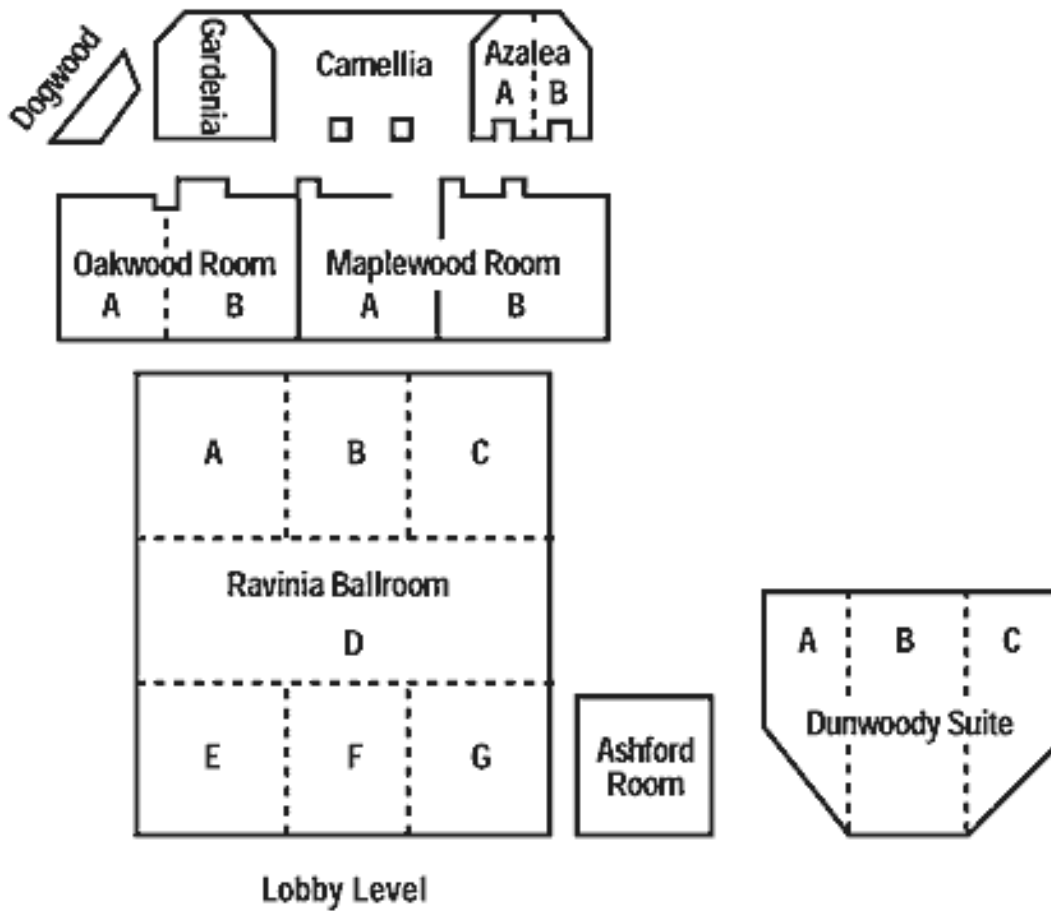 Dogwood
Gardenia
Camellia
Azalea
A B
Oakwood Room
A B
Maplewood Room
A B
A B C
Ravinia Ballroom
D
E F G
Ashford
Room
A B C
Dunwoody Suite
Lobby Level